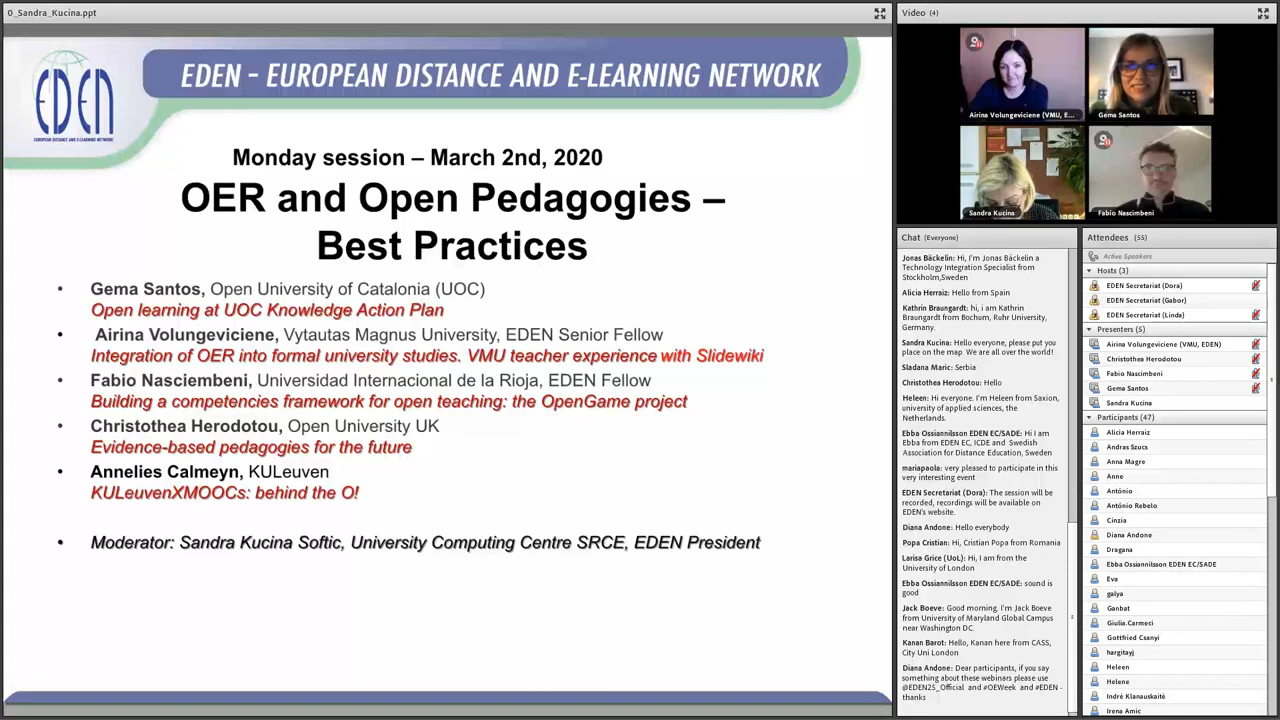 0_Sandra_Kucina.ppt
EDEN
EUROPEAN DISTANCE AND E-LEARNING NETWORK
EDEN – EUROPEAN DISTANCE AND E-LEARNING NETWORK
Monday session – March 2nd, 2020
OER and Open Pedagogies –
Best Practices
• Gema Santos, Open University of Catalonia (UOC)
Open learning at UOC Knowledge Action Plan
• Airina Volungeviciene, Vytautas Magnus University, EDEN Senior Fellow
Integration of OER into formal university studies. VMU teacher experience with Slidewiki
• Fabio Nasciembeni, Universidad Internacional de la Rioja, EDEN Fellow
Building a competencies framework for opn teaching: the OpenGame project
• Christothea Herodotou, Open University UK
Evidence-based pedagogies for the future
• Annelies Calmeyn, KULeuven
KULeuvenXMOOCs: behind the O!
• Moderator: Sandra Kucina Softic, University Computing Centre SRCE, EDEN President
Video (4)
Airina Volungeviciene (VMU, E...
Gema Santos
Sandra Kucina
Fabio Nascimbeni
Chat (Everyone)
Jonas Bäckelin: Hi, I'm Jonas Bäckelin a
Technology Integration Specialist from
Stockholm,Sweden
Alicia Herraiz: Hello from Spain
Kathrin Braungardt: hi, i am Kathrin
Braungardt from Bochum, Ruhr University,
Germany.
Sandra Kucina: Hello everyone, please put you
place on the map. We are all over the world!
Sladana Maric: Serbia
Christothea Herodotou: Hello
Heleen: Hi everyone. I'm Heleen from Saxion,
university of applied sciences, the
Netherlands.
Ebba Ossiannilsson EDEN EC/SADE: Hi I am
Ebba from EDEN EC, ICDE and Swedish
Association for Distance Education, Sweden
mariapaola: very pleased to participate in this
very interesting event
EDEN Secretariat (Dora): The session will be
recorded, recordings will be available on
EDEN's website.
Diana Andone: Hello everybody
Popa Cristian: Hi, Cristian Popa from Romania
Larisa Grice (UoL): Hi, I am from the
University of London
Ebba Ossiannilsson EDEN EC/SADE: sound is
good
Jack Boeve: Good morning. I'm Jack Boeve
from University of Maryland Global Campus
near Washington DC.
Kanan Barot: Hello, Kanan here from CASS,
City Uni London
Diana Andone: Dear participants, if you say
something about these webinars please use
@EDEN25_Official and #OEWeek and #EDEN -
thanks
Attendees (55)
Active Speakers
Hosts (3)
EDEN Secretariat (Dora)
EDEN Secretariat (Gabor)
EDEN Secretariat (Linda)
Presenters (5)
Airina Volungeviciene (VMU, EDEN)
Christothea Herodotou
Fabio Nascimbeni
Gema Santos
Sandra Kucina
Participants (47)
Alicia Herraiz
Andras Szucs
Anna Magre
Anne
António
António Rebelo
Cinzia
Diana Andone
Dragana
Ebba Ossiannilsson EDEN EC/SADE
Eva
galya
Ganbat
Giulia.Carmeci
Gottfried Csanyi
hargitayj
Heleen
Helene
Indrė Klanauskaitė
Irena Amic